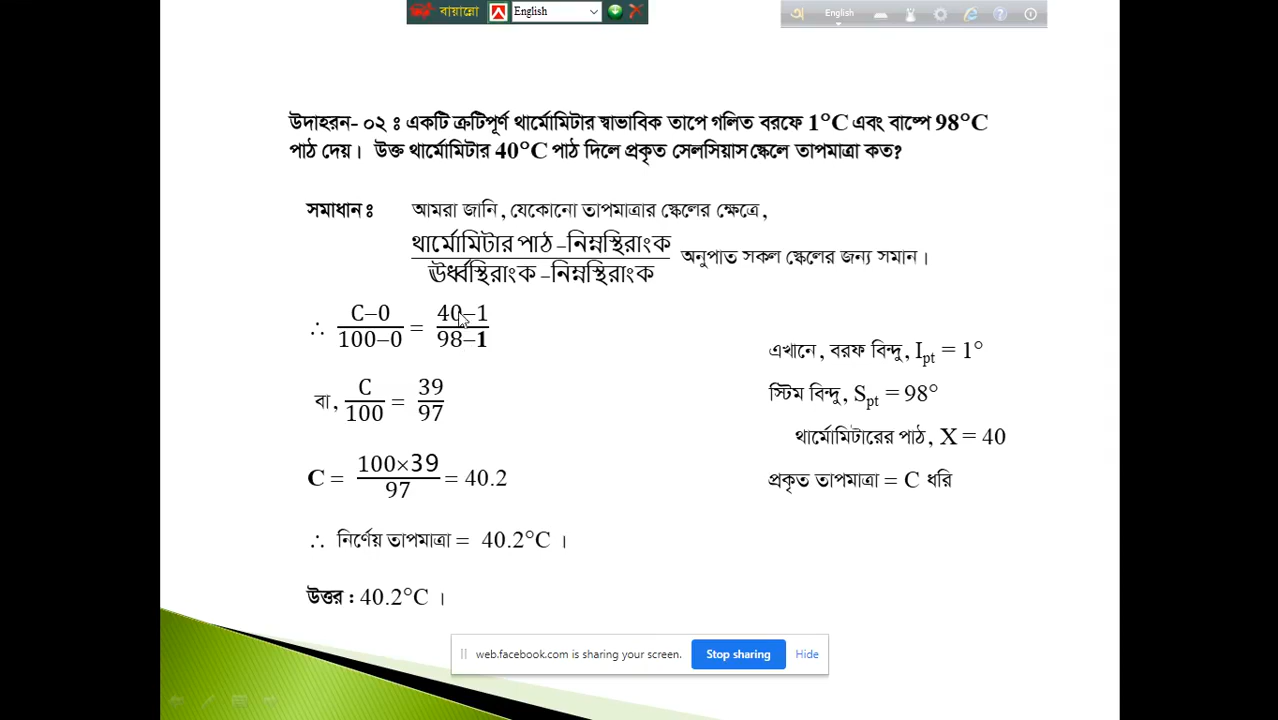 বায়ান্নো English
অ English
উদাহরন- ০২ ঃ একটি ক্রটিপূর্ণ থার্মোমিটার স্বাভাবিক তাপে গলিত বরফে 1°C এবং বাষ্পে 98°C
পাঠ দেয়। উক্ত থার্মোমিটার 40°C পাঠ দিলে প্রকৃত সেলসিয়াস স্কেলে তাপমাত্রা কত?
সমাধান ঃ আমরা জানি, যেকোনো তাপমাত্রার স্কেলের ক্ষেত্রে,
থার্মোমিটার পাঠ –নিম্নস্থিরাংক
ঊর্ধ্বস্থিরাংক –নিম্নস্থিরাংক
অনুপাত সকল স্কেলের জন্য সমান।
∴ C–0 / 100–0 = 40–1 / 98–1
এখানে, বরফ বিন্দু, Ipt = 1°
বা, C / 100 = 39 / 97
স্টিম বিন্দু, Spt = 98°
থার্মোমিটারের পাঠ, X = 40
C = 100×39 / 97 = 40.2
প্রকৃত তাপমাত্রা = C ধরি
∴ নির্ণেয় তাপমাত্রা = 40.2°C ।
উত্তর : 40.2°C ।
web.facebook.com is sharing your screen. Stop sharing Hide